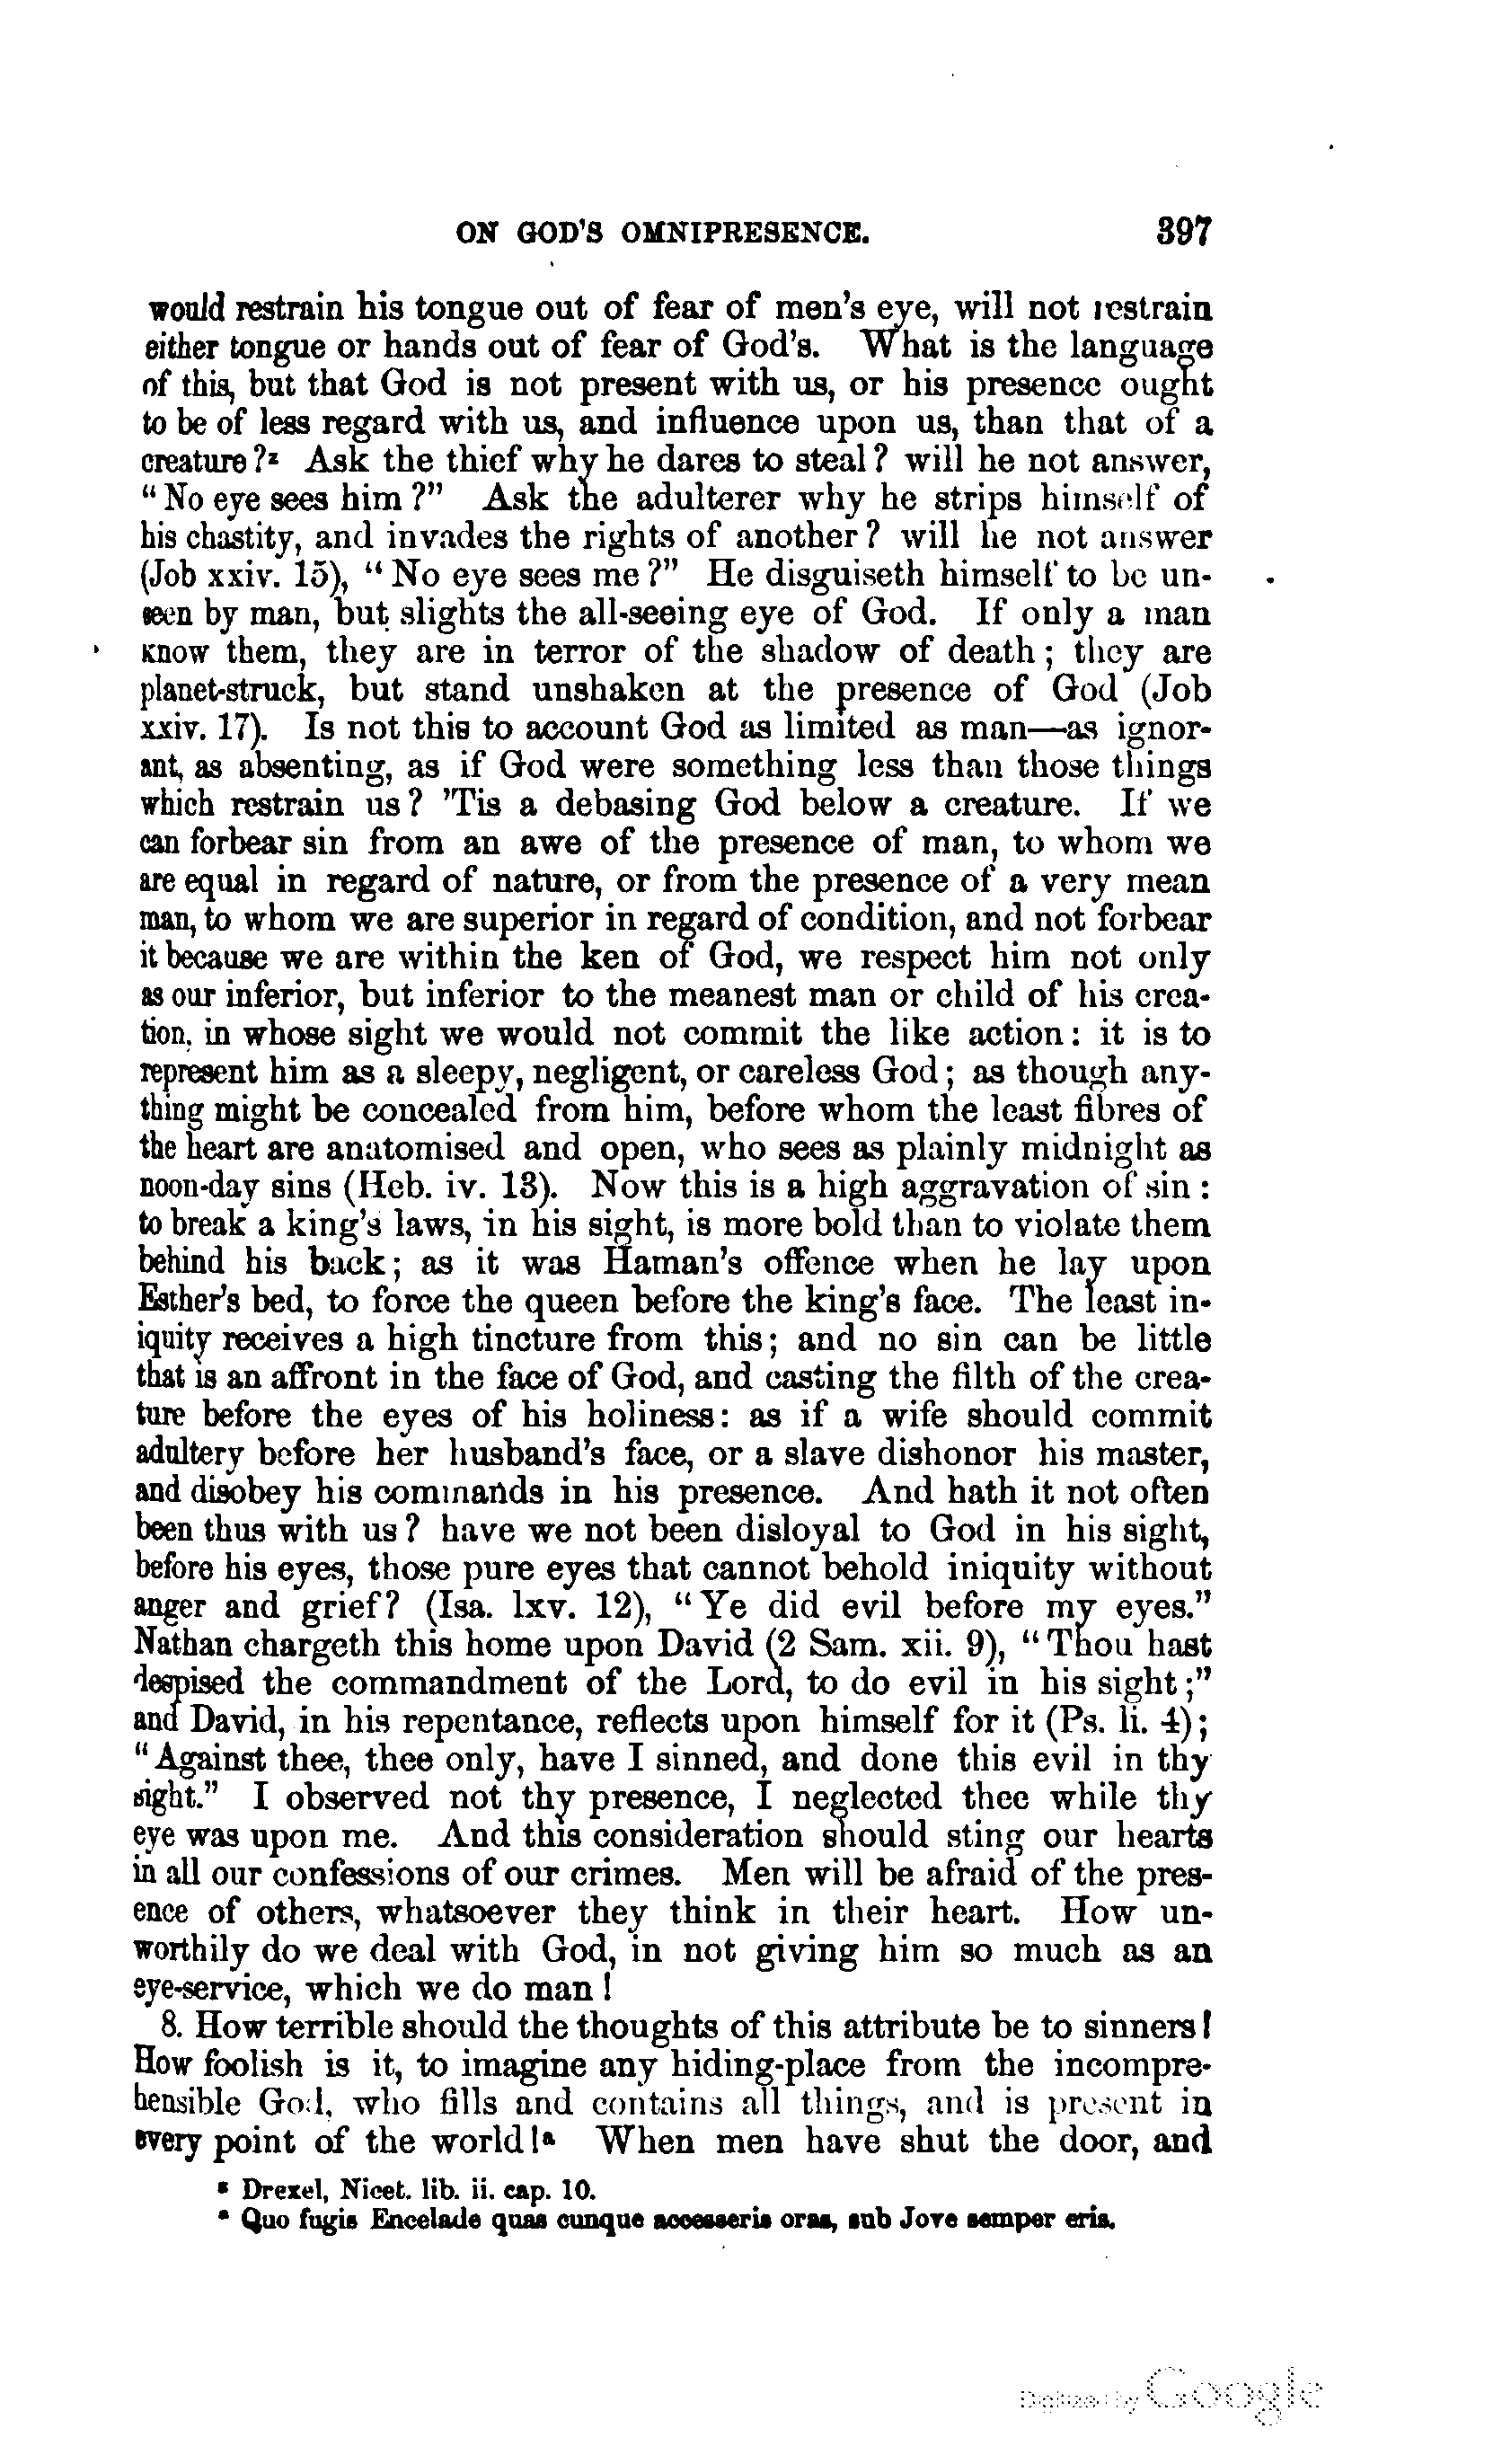 ON GOD'S OMNIPRESENCE. 397
would restrain his tongue out of fear of men's eye, will not restrain
either tongue or hands out of fear of God's. What is the language
of this, but that God is not present with us, or his presence ought
to be of less regard with us, and influence upon us, than that of a
creature?ᶻ Ask the thief why he dares to steal? will he not answer,
"No eye sees him?" Ask the adulterer why he strips himself of
his chastity, and invades the rights of another? will he not answer
(Job xxiv. 15), "No eye sees me?" He disguiseth himself to be un-
seen by man, but slights the all-seeing eye of God. If only a man
know them, they are in terror of the shadow of death; they are
planet-struck, but stand unshaken at the presence of God (Job
xxiv. 17). Is not this to account God as limited as man—as ignor-
ant, as absenting, as if God were something less than those things
which restrain us? 'Tis a debasing God below a creature. If we
can forbear sin from an awe of the presence of man, to whom we
are equal in regard of nature, or from the presence of a very mean
man, to whom we are superior in regard of condition, and not forbear
it because we are within the ken of God, we respect him not only
as our inferior, but inferior to the meanest man or child of his crea-
tion, in whose sight we would not commit the like action: it is to
represent him as a sleepy, negligent, or careless God; as though any-
thing might be concealed from him, before whom the least fibres of
the heart are anatomised and open, who sees as plainly midnight as
noon-day sins (Heb. iv. 13). Now this is a high aggravation of sin:
to break a king's laws, in his sight, is more bold than to violate them
behind his back; as it was Haman's offence when he lay upon
Esther's bed, to force the queen before the king's face. The least in-
iquity receives a high tincture from this; and no sin can be little
that is an affront in the face of God, and casting the filth of the crea-
ture before the eyes of his holiness: as if a wife should commit
adultery before her husband's face, or a slave dishonor his master,
and disobey his commands in his presence. And hath it not often
been thus with us? have we not been disloyal to God in his sight,
before his eyes, those pure eyes that cannot behold iniquity without
anger and grief? (Isa. lxv. 12), "Ye did evil before my eyes."
Nathan chargeth this home upon David (2 Sam. xii. 9), "Thou hast
despised the commandment of the Lord, to do evil in his sight;"
and David, in his repentance, reflects upon himself for it (Ps. li. 4);
"Against thee, thee only, have I sinned, and done this evil in thy
sight." I observed not thy presence, I neglected thee while thy
eye was upon me. And this consideration should sting our hearts
in all our confessions of our crimes. Men will be afraid of the pres-
ence of others, whatsoever they think in their heart. How un-
worthily do we deal with God, in not giving him so much as an
eye-service, which we do man!
8. How terrible should the thoughts of this attribute be to sinners!
How foolish is it, to imagine any hiding-place from the incompre-
hensible God, who fills and contains all things, and is present in
every point of the world!ᵃ When men have shut the door, and
ᶻ Drexel, Nicet. lib. ii. cap. 10.
ᵃ Quo fugis Encelade quas cunque accesseris oras, sub Jove semper eris.
Digitized by Google